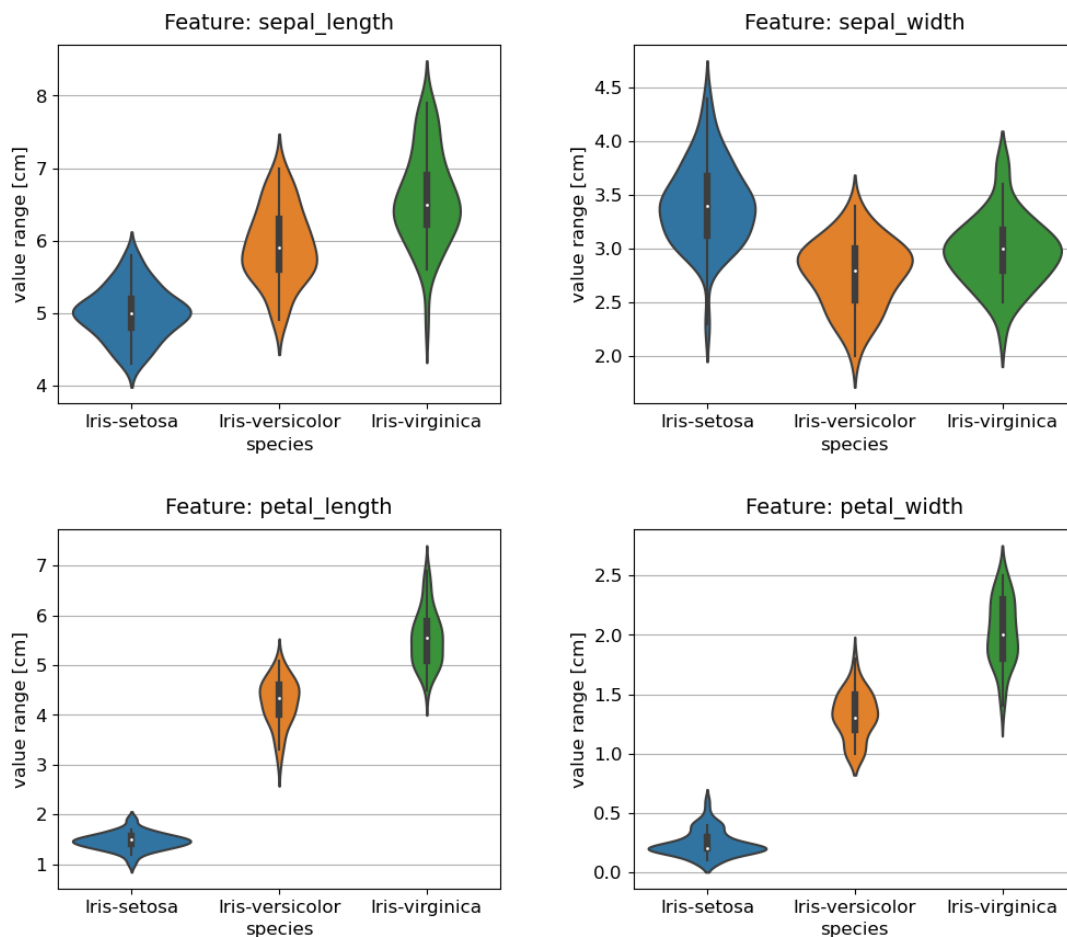 Feature: sepal_length
value range [cm]
8
7
6
5
4
Iris-setosa Iris-versicolor Iris-virginica
species
Feature: sepal_width
value range [cm]
4.5
4.0
3.5
3.0
2.5
2.0
Iris-setosa Iris-versicolor Iris-virginica
species
Feature: petal_length
value range [cm]
7
6
5
4
3
2
1
Iris-setosa Iris-versicolor Iris-virginica
species
Feature: petal_width
value range [cm]
2.5
2.0
1.5
1.0
0.5
0.0
Iris-setosa Iris-versicolor Iris-virginica
species